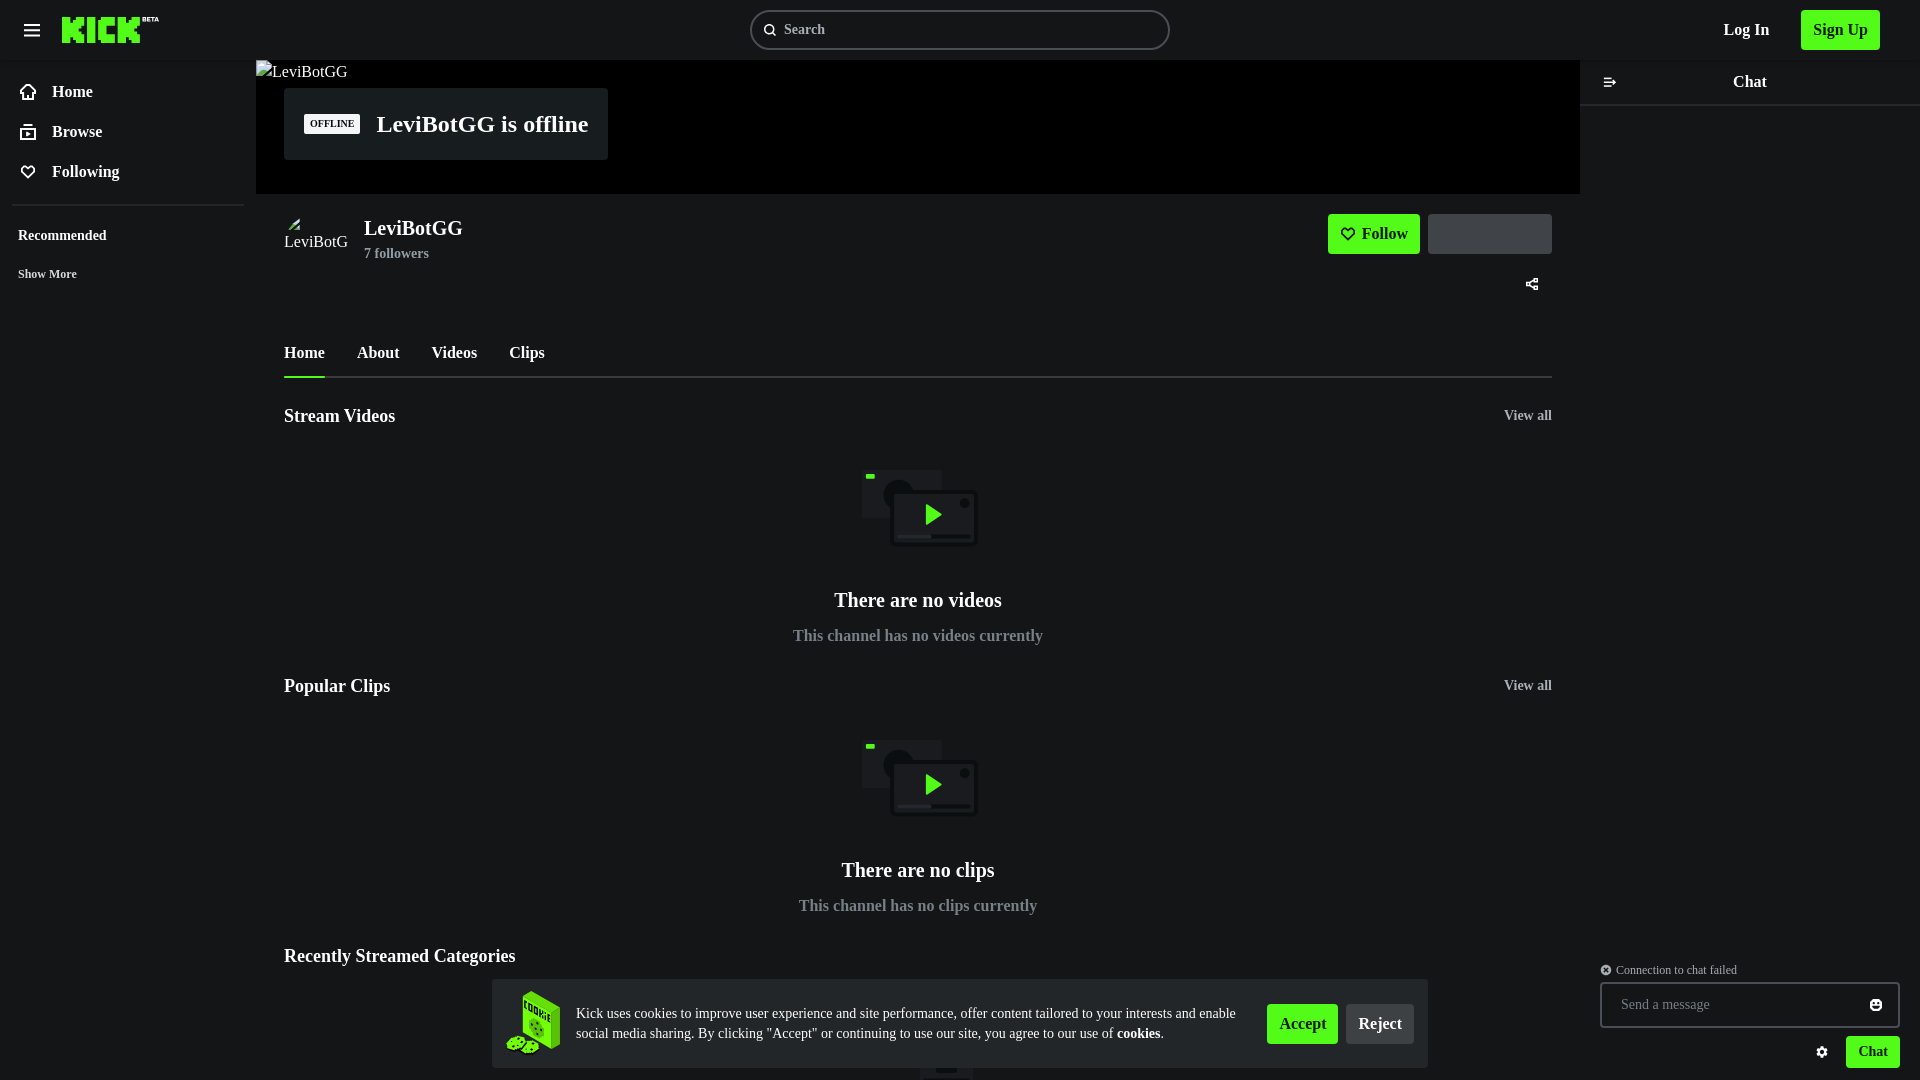 KICK BETA
Search
Log In
Sign Up
Home
Browse
Following
Recommended
Show More
LeviBotGG
OFFLINE
LeviBotGG is offline
LeviBotG
LeviBotGG
7 followers
Follow
Home
About
Videos
Clips
Stream Videos
View all
There are no videos
This channel has no videos currently
Popular Clips
View all
There are no clips
This channel has no clips currently
Recently Streamed Categories
COOKIE
Kick uses cookies to improve user experience and site performance, offer content tailored to your interests and enable
social media sharing. By clicking "Accept" or continuing to use our site, you agree to our use of cookies.
Accept
Reject
Chat
Connection to chat failed
Send a message
Chat